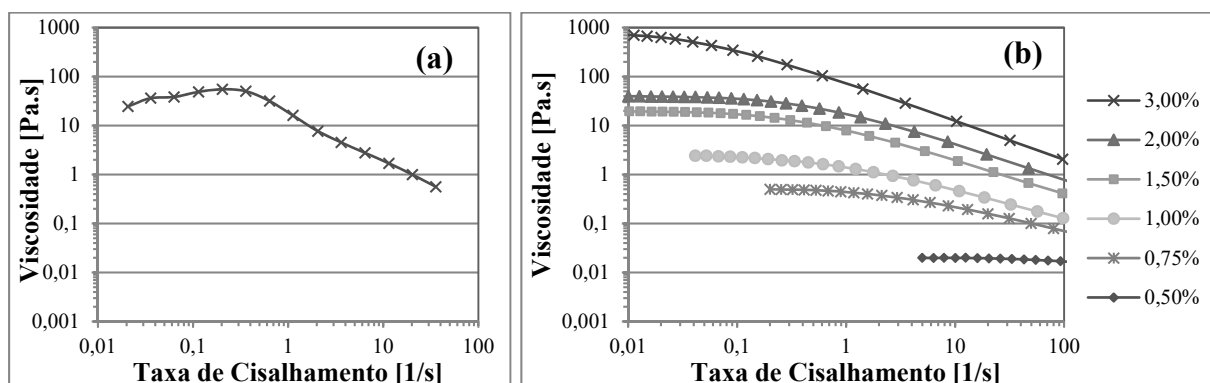 (a)
Viscosidade [Pa.s]
1000
100
10
1
0,1
0,01
0,001
0,01 0,1 1 10 100
Taxa de Cisalhamento [1/s]
(b)
Viscosidade [Pa.s]
1000
100
10
1
0,1
0,01
0,001
0,01 0,1 1 10 100
Taxa de Cisalhamento [1/s]
3,00%
2,00%
1,50%
1,00%
0,75%
0,50%